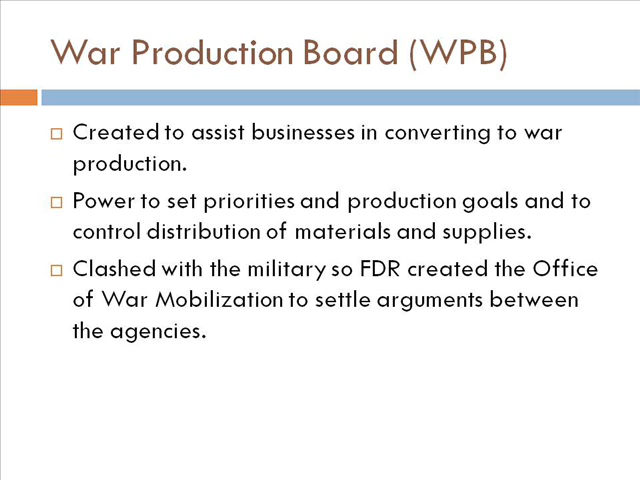 War Production Board (WPB)
Created to assist businesses in converting to war
production.
Power to set priorities and production goals and to
control distribution of materials and supplies.
Clashed with the military so FDR created the Office
of War Mobilization to settle arguments between
the agencies.